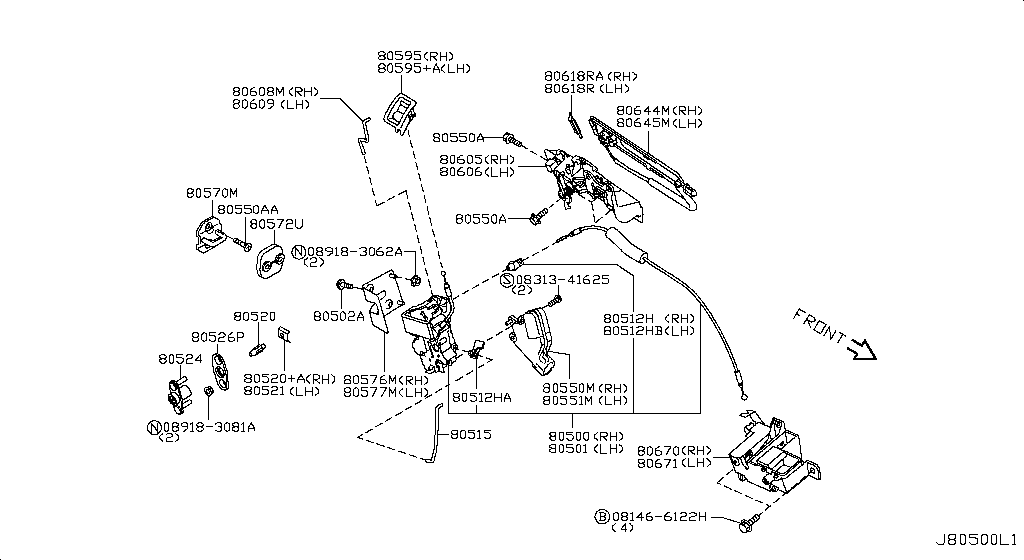 80595(RH)
80595+A(LH)
80608M(RH)
80609 (LH)
80618RA(RH)
80618R (LH)
80644M(RH)
80645M(LH)
80550A
80605(RH)
80606(LH)
80570M
80550AA
80572U
80550A
N08918-3062A
(2)
S08313-41625
(2)
80502A
80520
80526P
80524
80512H (RH)
80512HB(LH)
FRONT
80520+A(RH)
80521 (LH)
80576M(RH)
80577M(LH)
80512HA
80550M(RH)
80551M (LH)
N08918-3081A
(2)
80515
80500(RH)
80501 (LH)
80670(RH)
80671(LH)
B08146-6122H
(4)
J80500L1